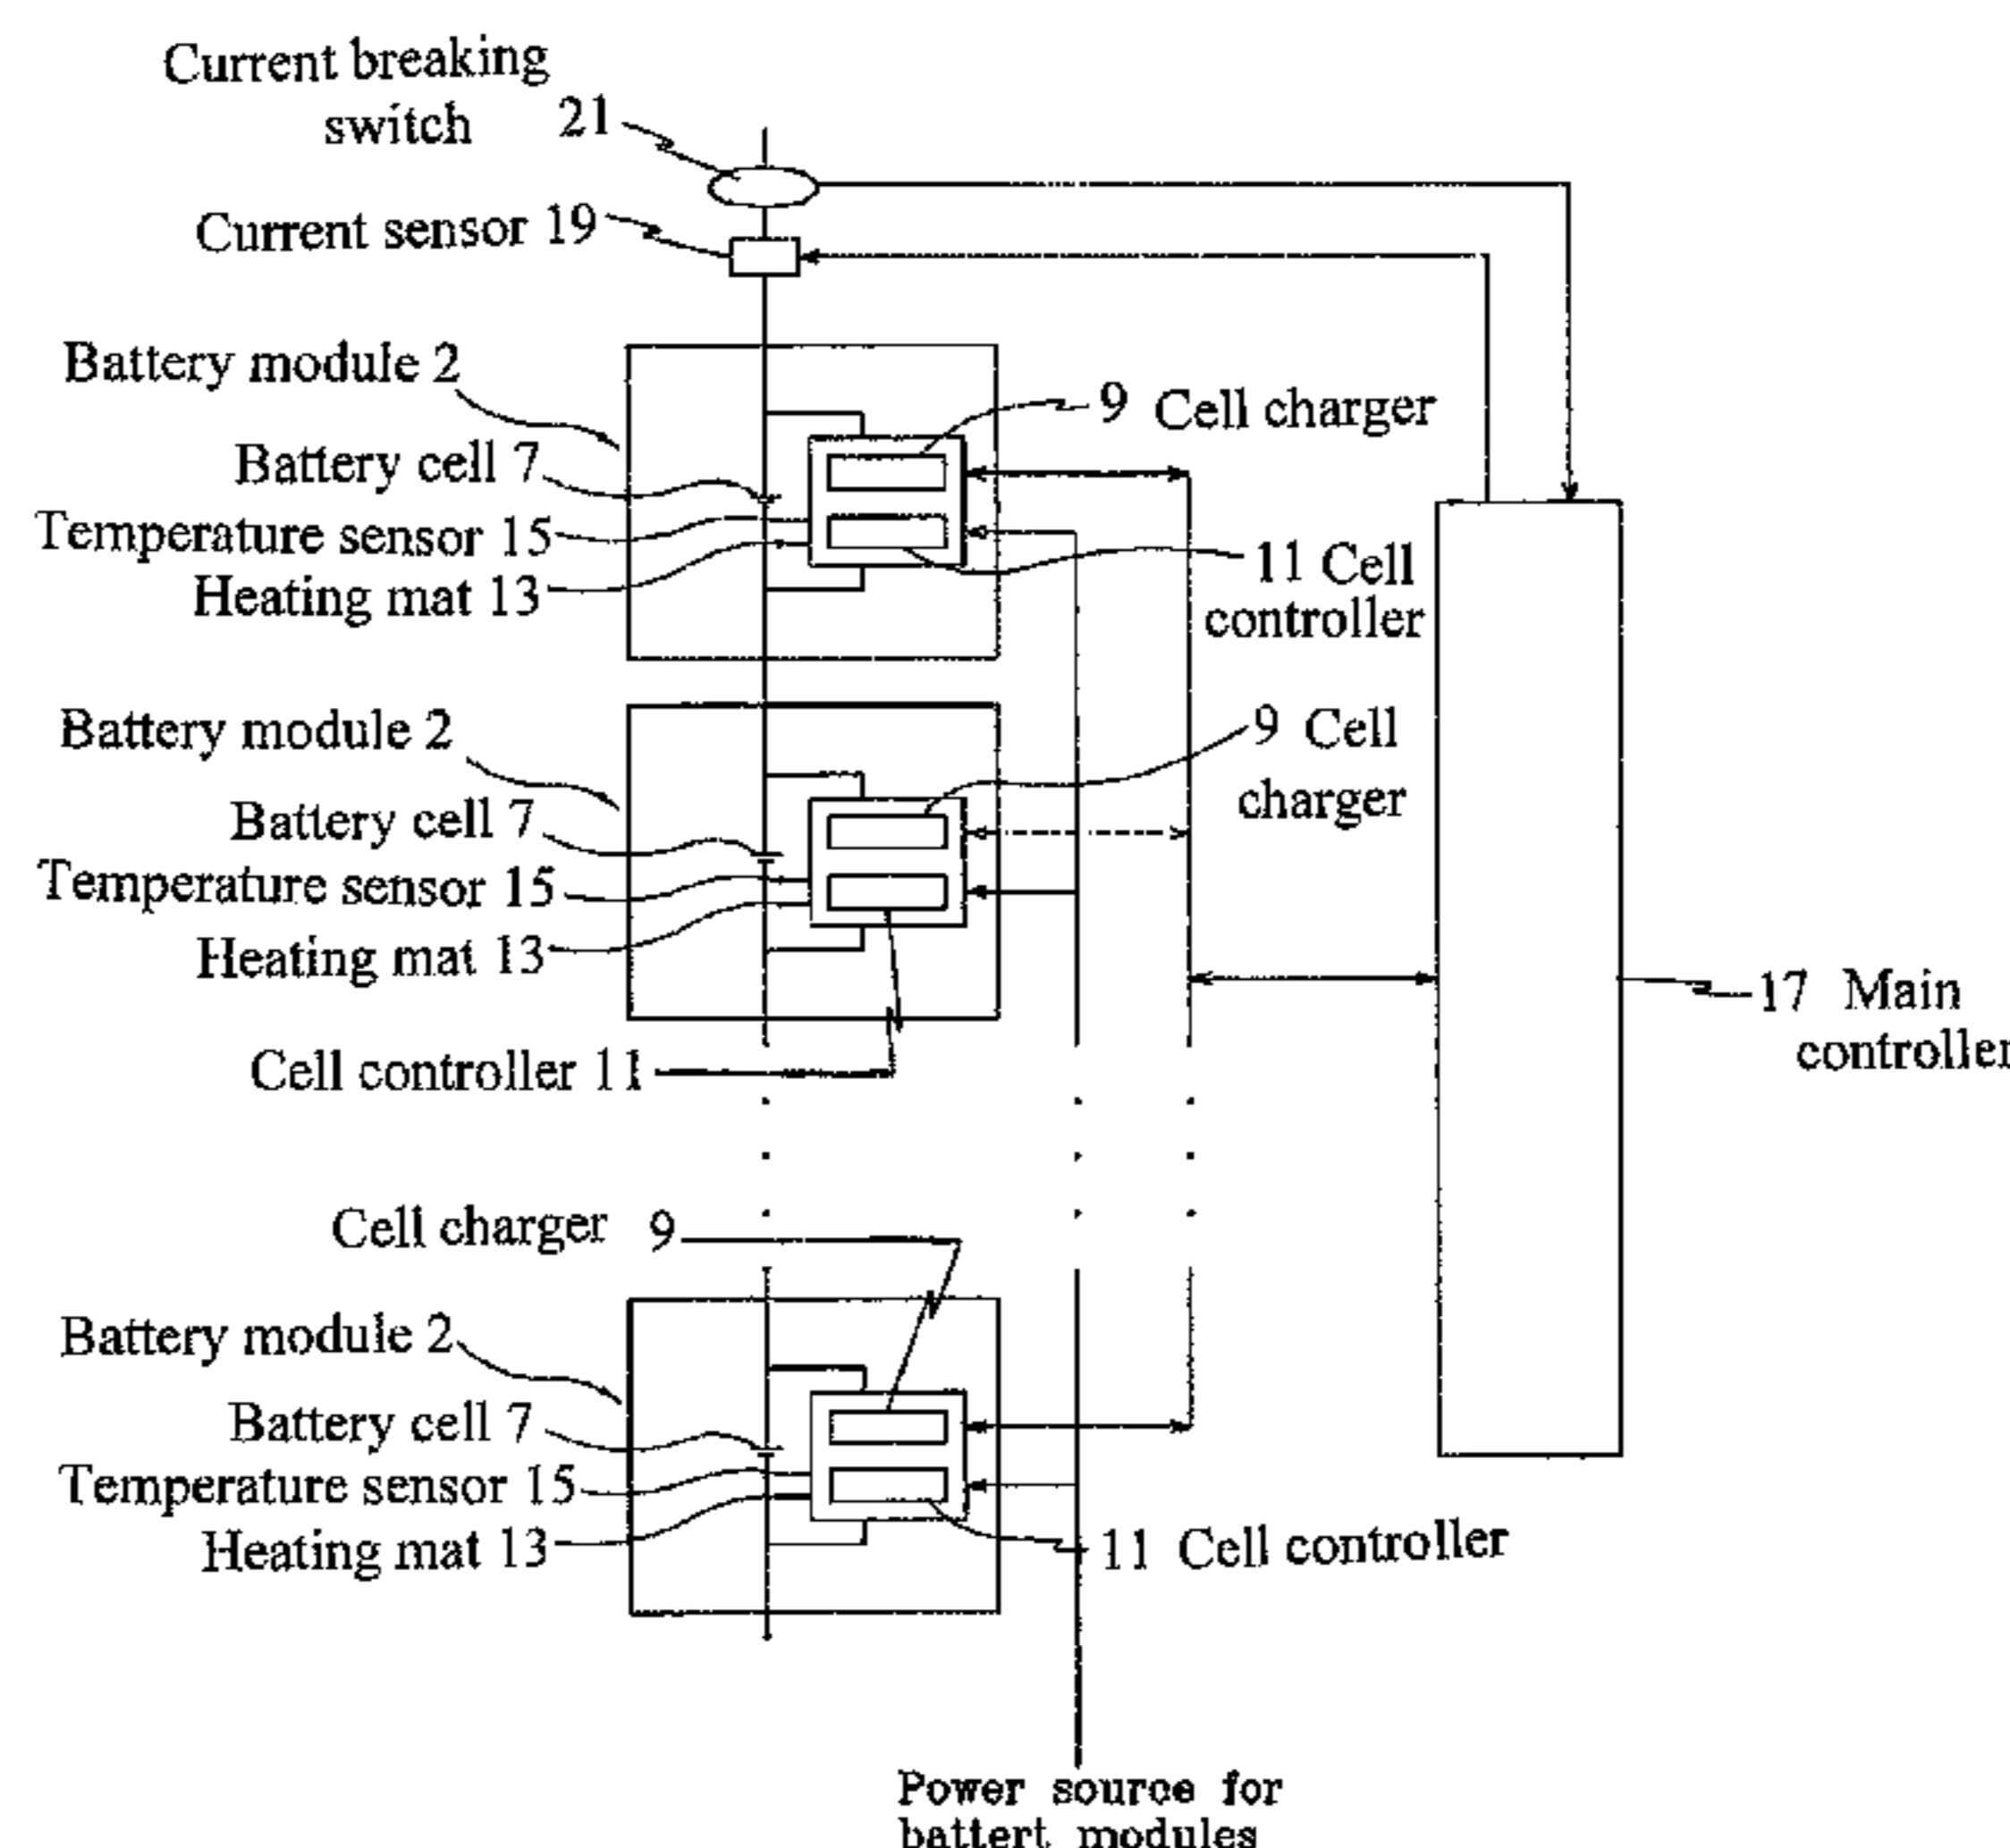 Current breaking
switch 21
Current sensor 19
Battery module 2
9 Cell charger
Battery cell 7
Temperature sensor 15
11 Cell
controller
Heating mat 13
Battery module 2
9 Cell
charger
Battery cell 7
Temperature sensor 15
Heating mat 13
17 Main
controller
Cell controller 11
Cell charger 9
Battery module 2
Battery cell 7
Temperature sensor 15
Heating mat 13
11 Cell controller
Power source for
battert modules